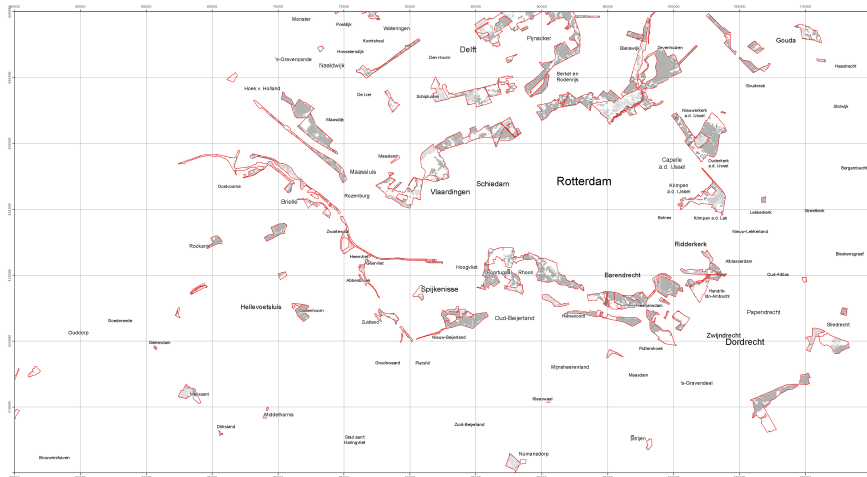 Monster
Poeldijk
Wateringen
Kwintsheul
Honselersdijk
's-Gravenzande
Naaldwijk
Delft
Den Hoorn
Pijnacker
Bleiswijk
Zevenhuizen
Gouda
Haastrecht
Hoek v. Holland
De Lier
Schipluiden
Berkel en
Rodenrijs
Gouderak
Stolwijk
Maasdijk
Nieuwerkerk
a.d. IJssel
Maasland
Maassluis
Capelle
a.d. IJssel
Ouderkerk
a.d. IJssel
Bergambacht
Oostvoorne
Rozenburg
Vlaardingen
Schiedam
Rotterdam
Krimpen
a.d. IJssel
Brielle
Lekkerkerk
Streefkerk
Krimpen a.d. Lek
Nieuw-Lekkerland
Zwartewaal
Rockanje
Ridderkerk
Bleskensgraaf
Heenvliet
Geervliet
Abbenbroek
Hoogvliet
Poortugaal
Rhoon
Barendrecht
Alblasserdam
Oud-Alblas
Spijkenisse
Hendrik-
Ido-Ambacht
Hellevoetsluis
Oudenhoorn
Zuidland
Oud-Beijerland
Heinenoord
Heerjansdam
Papendrecht
Sliedrecht
Goedereede
Ouddorp
Stellendam
Nieuw-Beijerland
Zwijndrecht
Dordrecht
Puttershoek
Goudswaard
Piershil
Mijnsheerenland
Maasdam
's-Gravendeel
Melissant
Klaaswaal
Middelharnis
Dirksland
Zuid-Beijerland
Stad aan't
Haringvliet
Strijen
Numansdorp
Brouwershaven